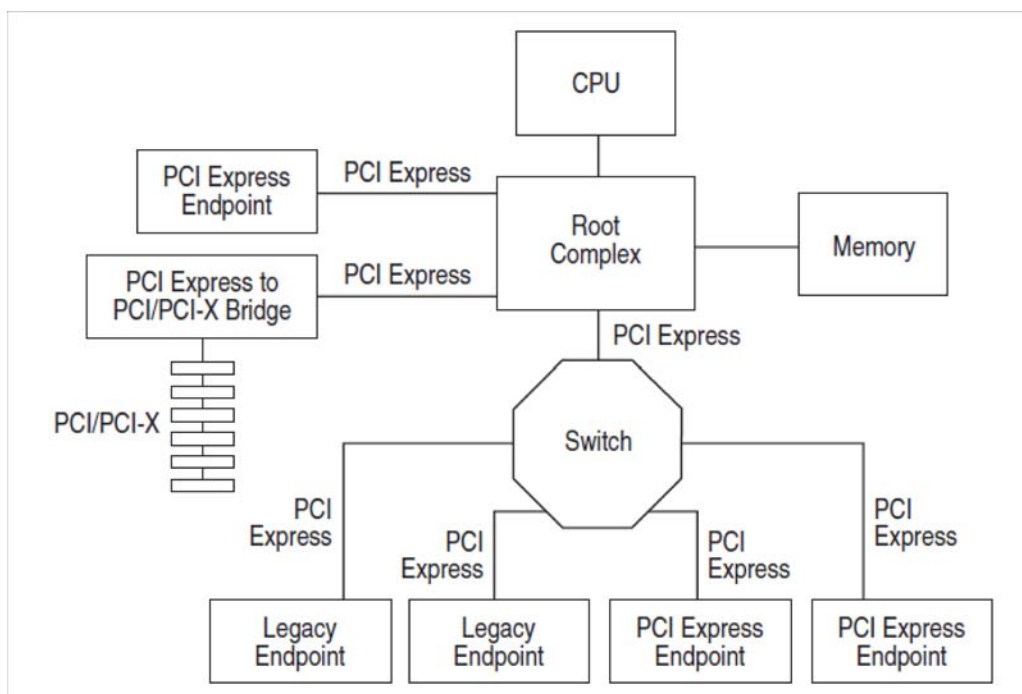 CPU
PCI Express
Endpoint
PCI Express
Root
Complex
Memory
PCI Express to
PCI/PCI-X Bridge
PCI Express
PCI Express
PCI/PCI-X
Switch
PCI
Express
PCI
Express
PCI
Express
PCI
Express
Legacy
Endpoint
Legacy
Endpoint
PCI Express
Endpoint
PCI Express
Endpoint